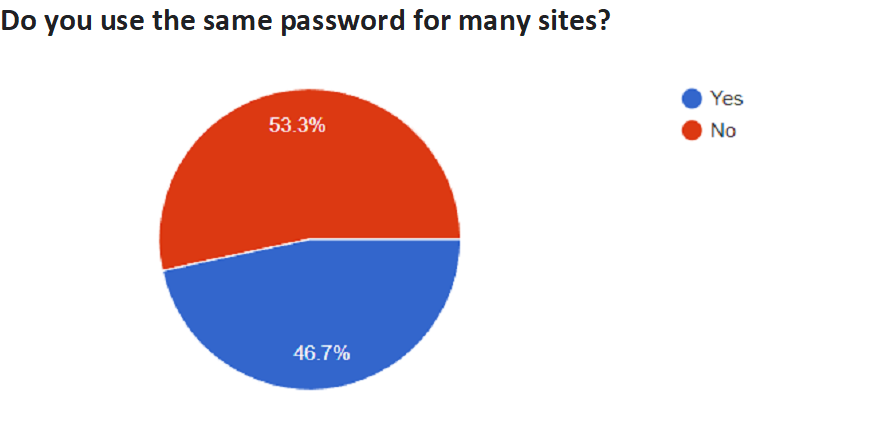 Do you use the same password for many sites?
Yes
53.3%
No
46.7%